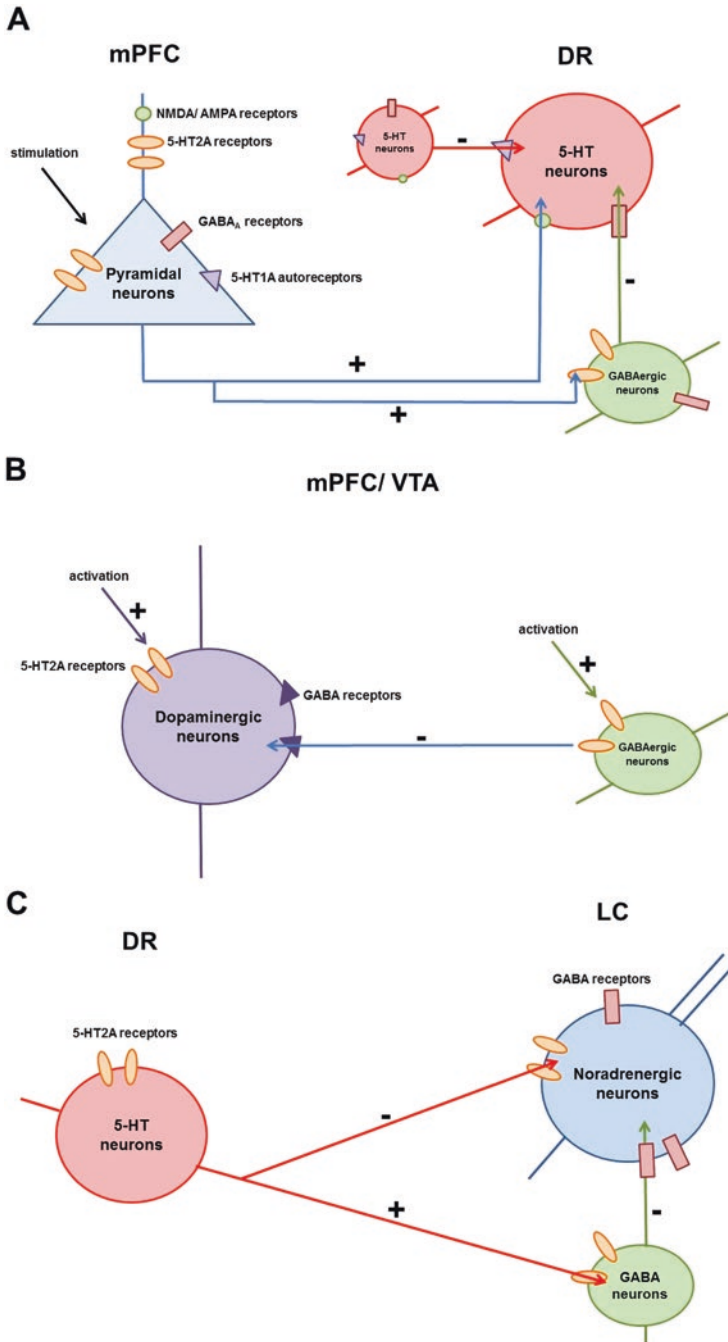 A
mPFC
DR
NMDA/ AMPA receptors
5-HT2A receptors
stimulation
GABAA receptors
Pyramidal
neurons
5-HT1A autoreceptors
5-HT
neurons
-
5-HT
neurons
-
+
+
GABAergic
neurons
B
mPFC/ VTA
activation
+
5-HT2A receptors
GABA receptors
Dopaminergic
neurons
-
activation
+
GABAergic
neurons
C
DR
LC
5-HT2A receptors
5-HT
neurons
GABA receptors
Noradrenergic
neurons
-
+
-
GABA
neurons